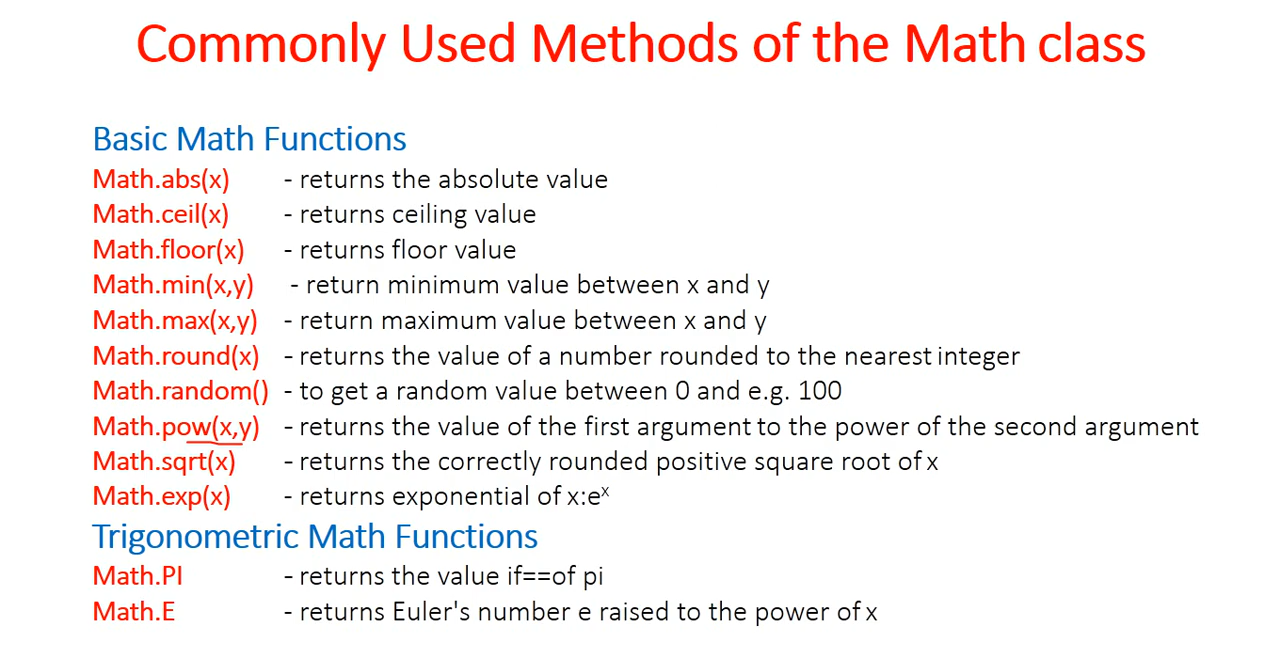 Commonly Used Methods of the Math class
Basic Math Functions
Math.abs(x) - returns the absolute value
Math.ceil(x) - returns ceiling value
Math.floor(x) - returns floor value
Math.min(x,y) - return minimum value between x and y
Math.max(x,y) - return maximum value between x and y
Math.round(x) - returns the value of a number rounded to the nearest integer
Math.random() - to get a random value between 0 and e.g. 100
Math.pow(x,y) - returns the value of the first argument to the power of the second argument
Math.sqrt(x) - returns the correctly rounded positive square root of x
Math.exp(x) - returns exponential of x:eˣ
Trigonometric Math Functions
Math.PI - returns the value if==of pi
Math.E - returns Euler's number e raised to the power of x